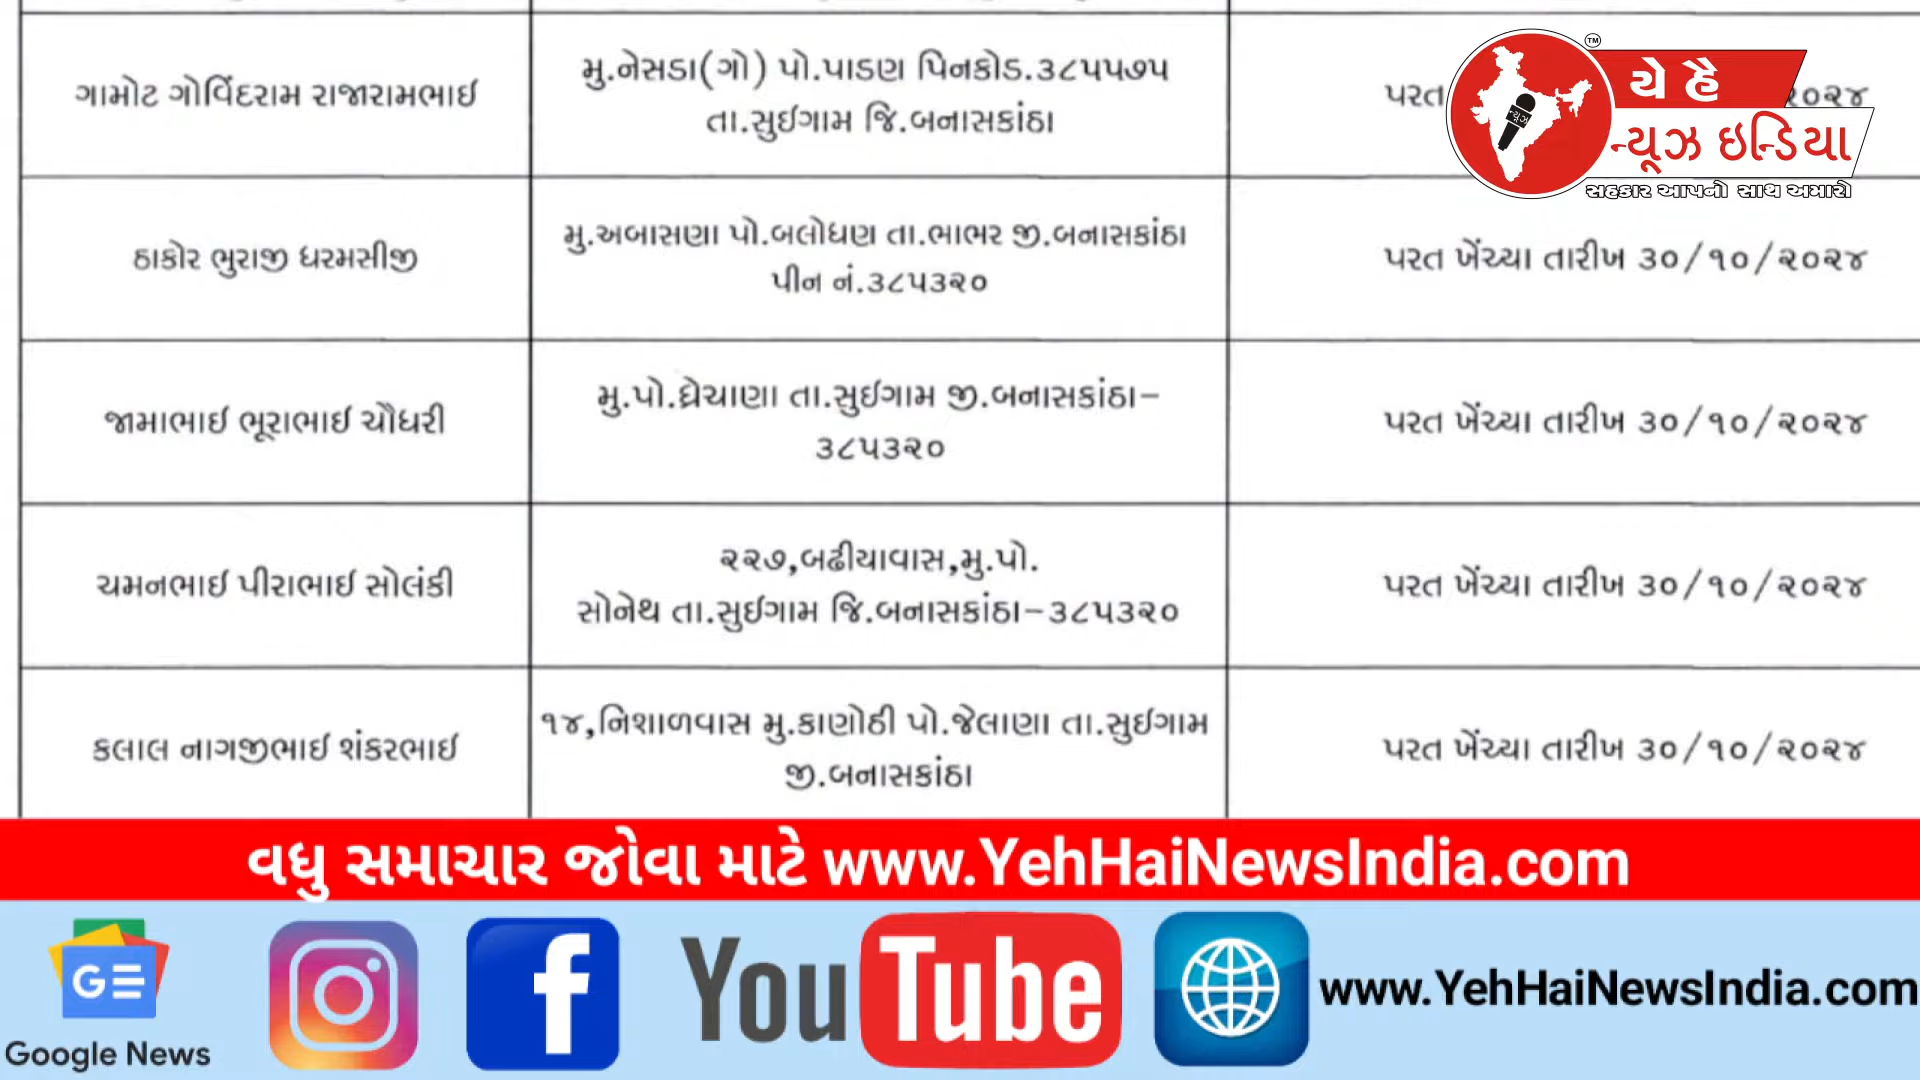 ગામોટ ગોવિંદરામ રાજારામભાઈ
મુ.નેસડા(ગો) પો.પાડણ પિનકોડ.૩૮૫૫૭૫
તા.સુઈગામ જિ.બનાસકાંઠા
પરત
૨૦૨૪
TM
યે હૈ
ન્યૂઝ ઇન્ડિયા
સહકાર આપનો સાથ અમારો
ન્યૂઝ
ઠાકોર ભુરાજી ધરમસીજી
મુ.અબાસણા પો.બલોધણ તા.ભાભર જી.બનાસકાંઠા
પીન નં.૩૮૫૩૨૦
પરત ખેંચ્યા તારીખ ૩૦/૧૦/૨૦૨૪
જામાભાઈ ભૂરાભાઈ ચૌધરી
મુ.પો.ધ્રેચાણા તા.સુઈગામ જી.બનાસકાંઠા-
૩૮૫૩૨૦
પરત ખેંચ્યા તારીખ ૩૦/૧૦/૨૦૨૪
ચમનભાઈ પીરાભાઈ સોલંકી
૨૨૭,બઢીયાવાસ,મુ.પો.
સોનેથ તા.સુઈગામ જિ.બનાસકાંઠા-૩૮૫૩૨૦
પરત ખેંચ્યા તારીખ ૩૦/૧૦/૨૦૨૪
કલાલ નાગજીભાઈ શંકરભાઈ
૧૪,નિશાળવાસ મુ.કાણોઠી પો.જેલાણા તા.સુઈગામ
જી.બનાસકાંઠા
પરત ખેંચ્યા તારીખ ૩૦/૧૦/૨૦૨૪
વધુ સમાચાર જોવા માટે www.YehHaiNewsIndia.com
G
Google News
f
YouTube
www.YehHaiNewsIndia.com